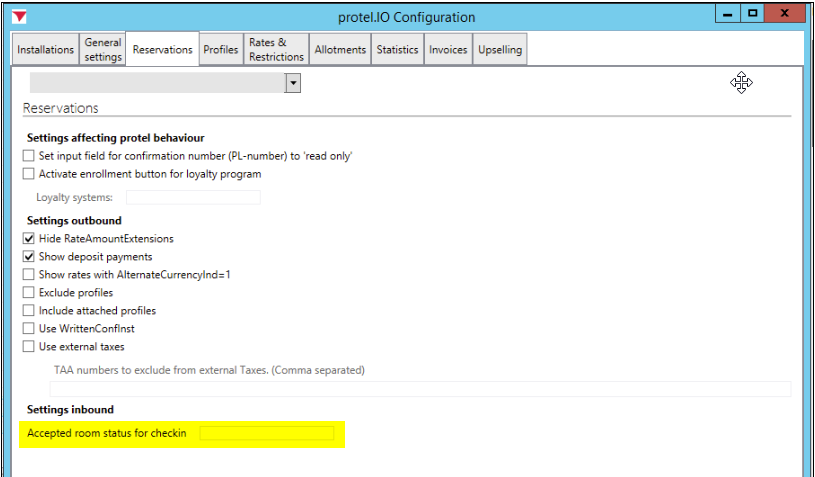 protel.IO Configuration
Installations
General settings
Reservations
Profiles
Rates & Restrictions
Allotments
Statistics
Invoices
Upselling
Reservations
Settings affecting protel behaviour
Set input field for confirmation number (PL-number) to 'read only'
Activate enrollment button for loyalty program
Loyalty systems:
Settings outbound
Hide RateAmountExtensions
Show deposit payments
Show rates with AlternateCurrencyInd=1
Exclude profiles
Include attached profiles
Use WrittenConfInst
Use external taxes
TAA numbers to exclude from external Taxes. (Comma separated)
Settings inbound
Accepted room status for checkin